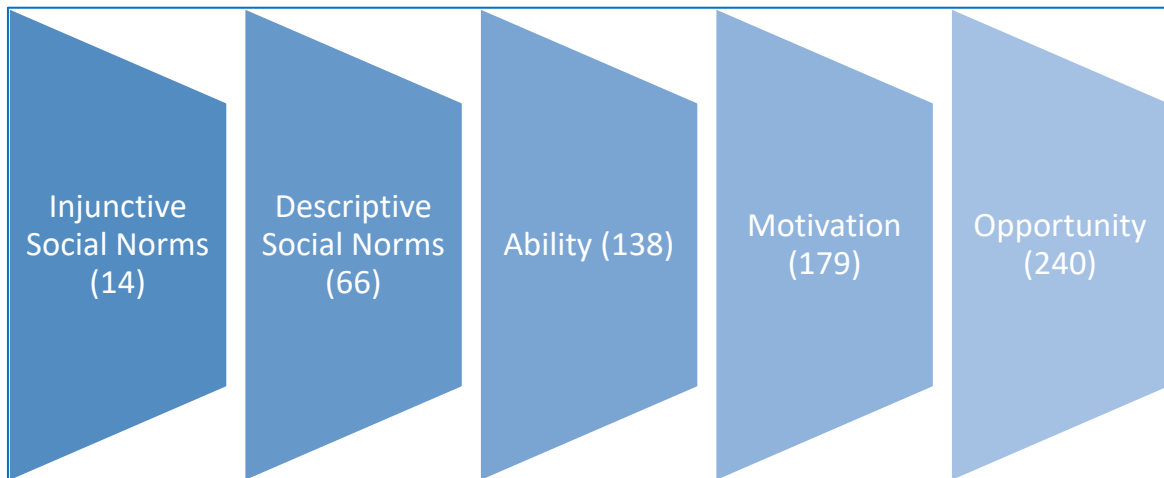 Injunctive
Social Norms
(14)
Descriptive
Social Norms
(66)
Ability (138)
Motivation
(179)
Opportunity
(240)